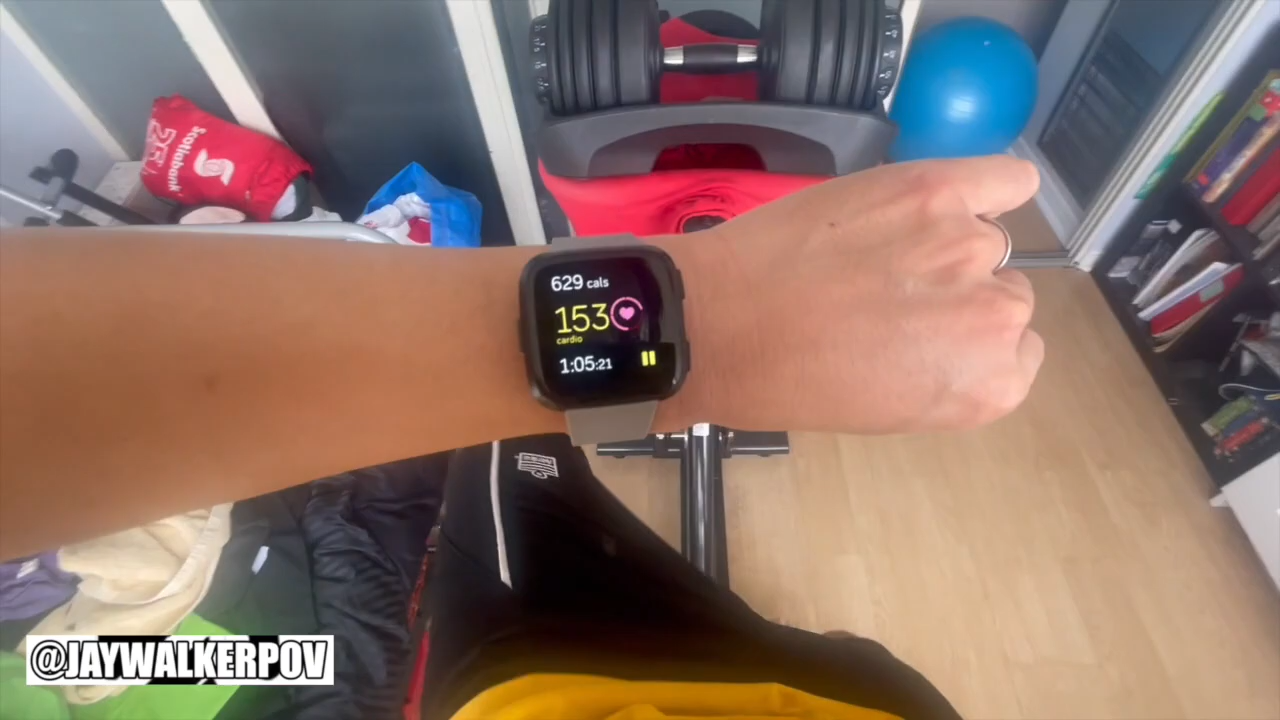 Scotiabank
629 cals
153
cardio
1:05:21
@JAYWALKERPOV